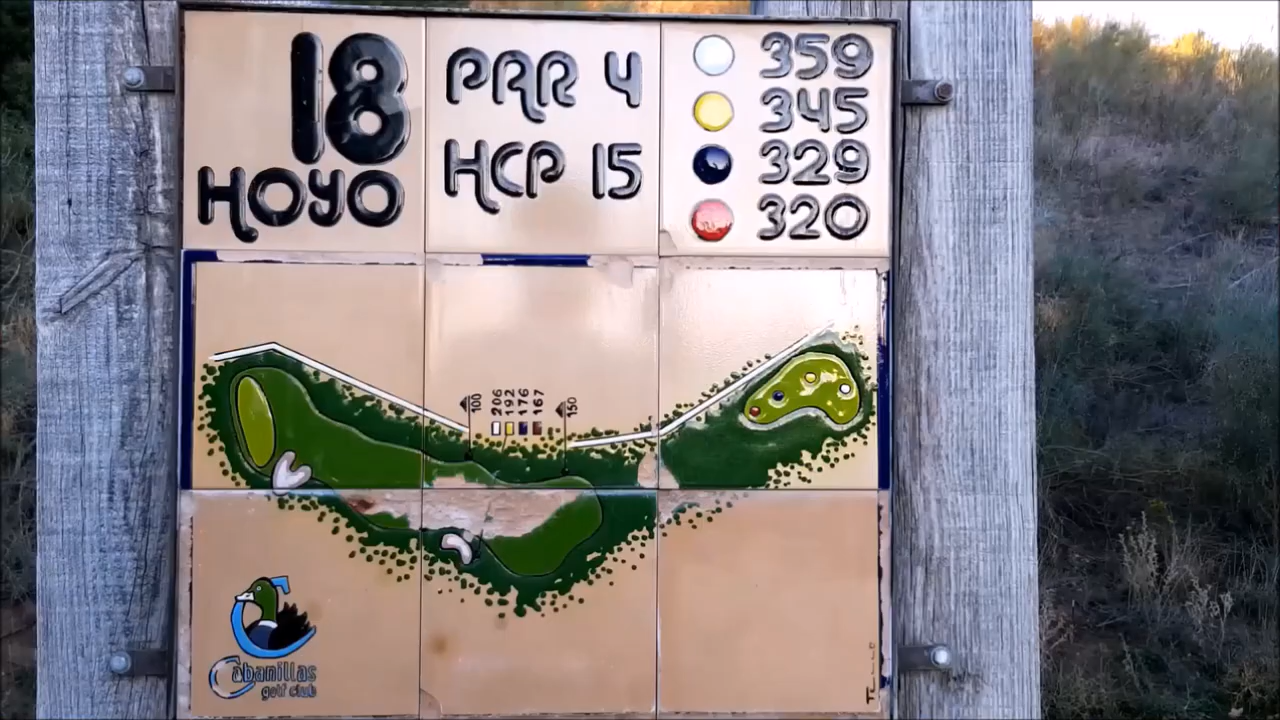 18
HOYO
PAR 4
HCP 15
359
345
329
320
100
206
192
176
167
150
Cabanillas
golf club